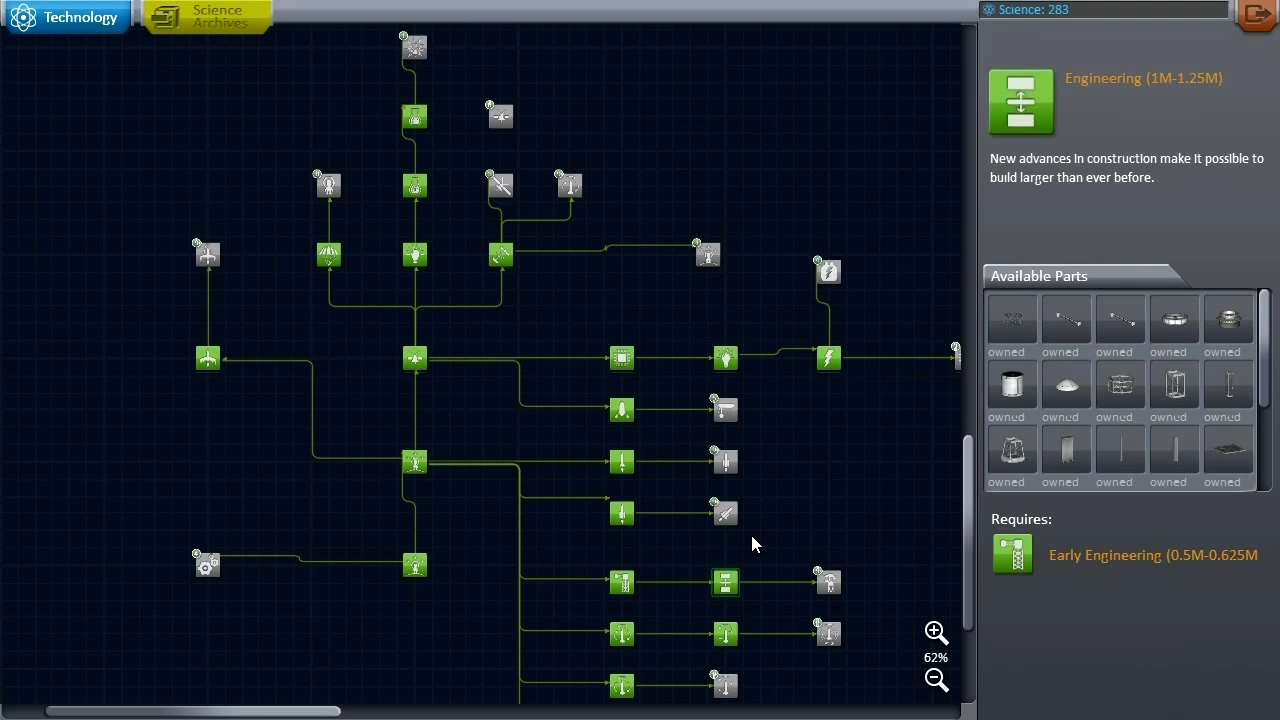 Technology
Science
Archives
Science: 283
Engineering (1M-1.25M)
New advances in construction make it possible to
build larger than ever before.
Available Parts
owned owned owned owned owned
owned owned owned owned owned
owned owned owned owned owned
Requires:
Early Engineering (0.5M-0.625M
62%